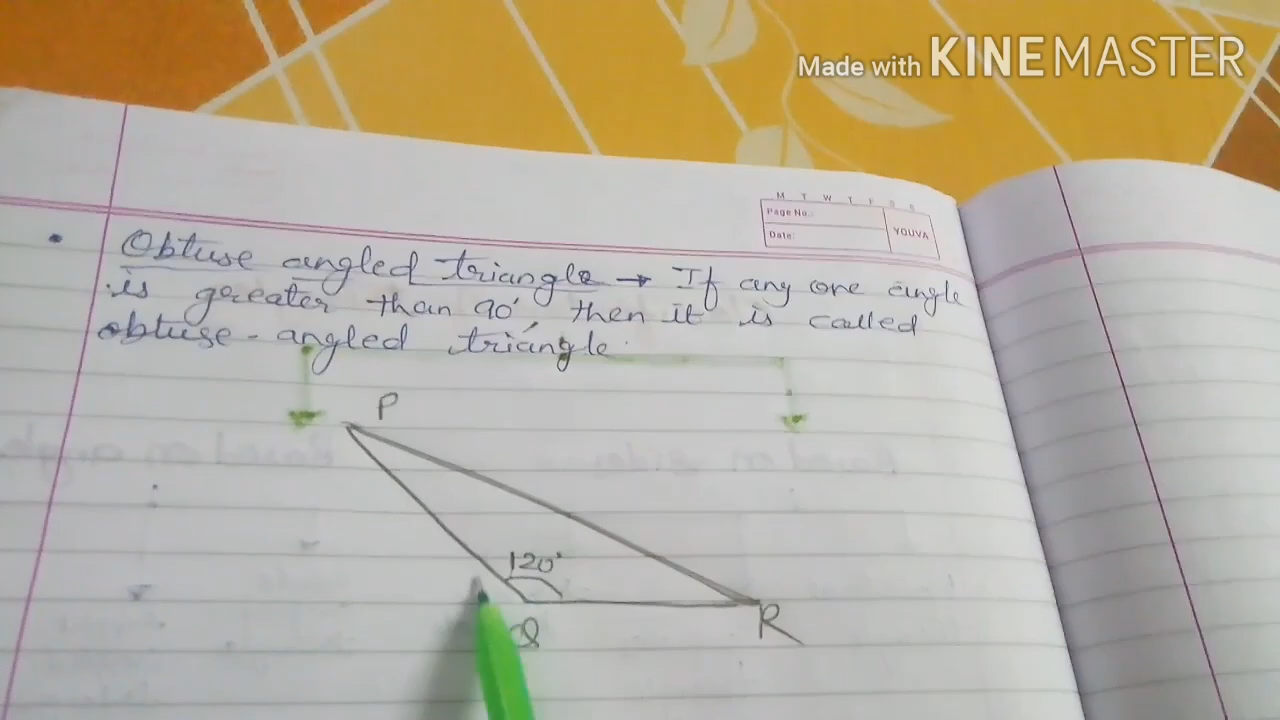 Made with KINEMASTER
M T W T F S S
Page No.:
Date:
YOUVA
Obtuse angled triangle → If any one angle
is greater than 90°, then it is called
obtuse-angled triangle.
P
120°
Q
R